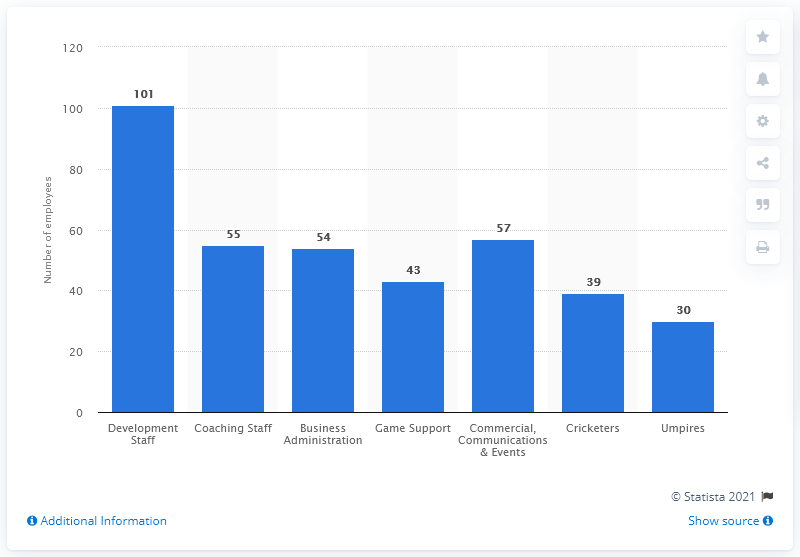 120
100
80
60
40
20
0
Number of employees
101
55
54
43
57
39
30
Development
Staff
Coaching Staff
Business
Administration
Game Support
Commercial,
Communications
& Events
Cricketers
Umpires
© Statista 2021
Additional Information
Show source